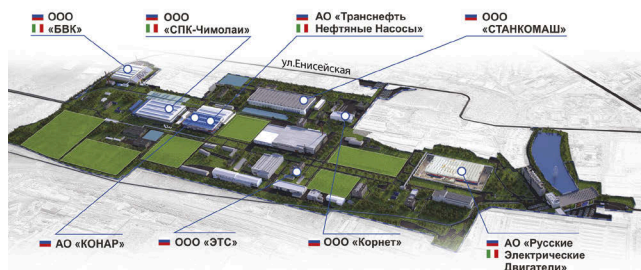 ООО
«БВК»
ООО
«СПК-Чимолаи»
АО «Транснефть
Нефтяные Насосы»
ООО
«СТАНКОМАШ»
ул.Енисейская
АО «КОНАР»
ООО «ЭТС»
ООО «Корнет»
АО «Русские
Электрические
Двигатели»